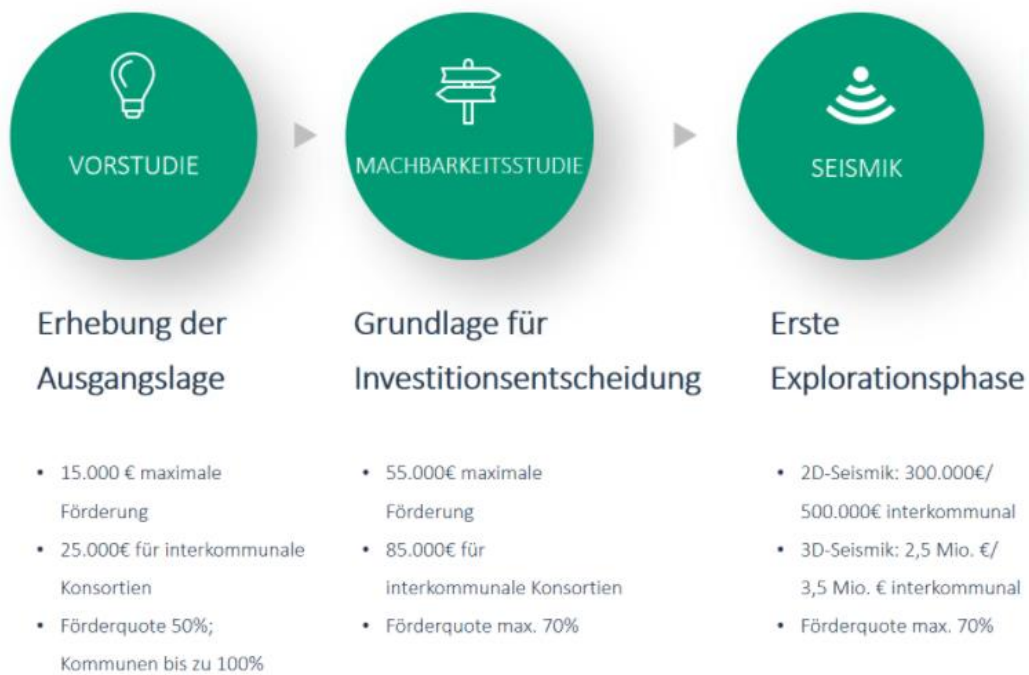 VORSTUDIE
MACHBARKEITSSTUDIE
SEISMIK
Erhebung der
Ausgangslage
• 15.000 € maximale
Förderung
• 25.000€ für interkommunale
Konsortien
• Förderquote 50%;
Kommunen bis zu 100%
Grundlage für
Investitionsentscheidung
• 55.000€ maximale
Förderung
• 85.000€ für
interkommunale Konsortien
• Förderquote max. 70%
Erste
Explorationsphase
• 2D-Seismik: 300.000€/
500.000€ interkommunal
• 3D-Seismik: 2,5 Mio. €/
3,5 Mio. € interkommunal
• Förderquote max. 70%